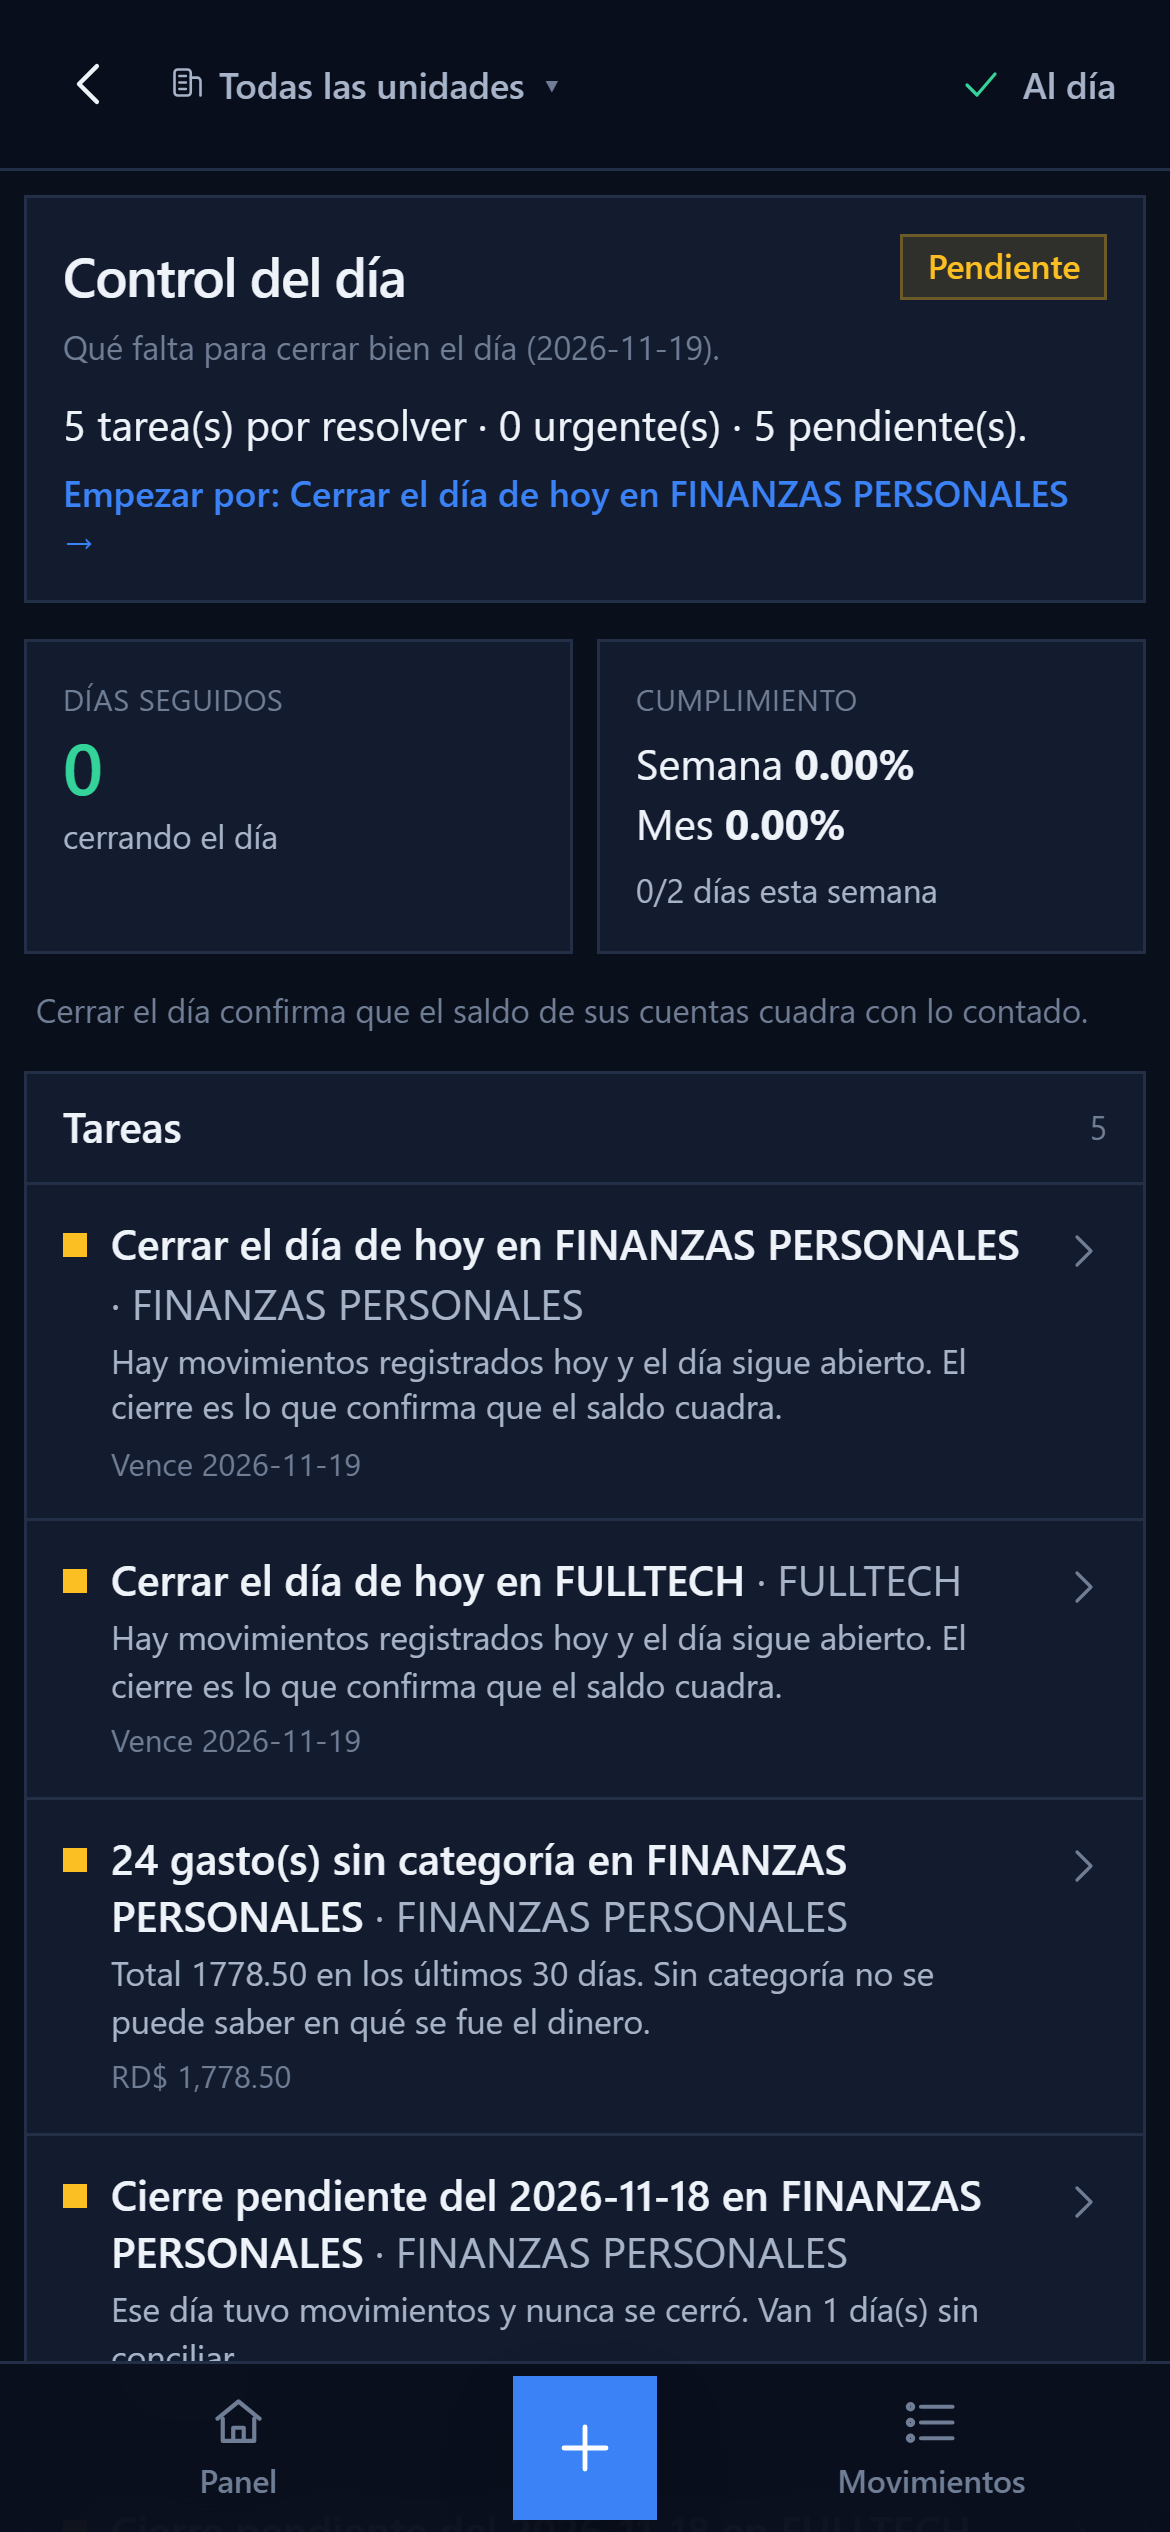 Todas las unidades ▼
Al día
Control del día
Pendiente
Qué falta para cerrar bien el día (2026-11-19).
5 tarea(s) por resolver · 0 urgente(s) · 5 pendiente(s).
Empezar por: Cerrar el día de hoy en FINANZAS PERSONALES
→
DÍAS SEGUIDOS
0
cerrando el día
CUMPLIMIENTO
Semana 0.00%
Mes 0.00%
0/2 días esta semana
Cerrar el día confirma que el saldo de sus cuentas cuadra con lo contado.
Tareas
5
Cerrar el día de hoy en FINANZAS PERSONALES
· FINANZAS PERSONALES
Hay movimientos registrados hoy y el día sigue abierto. El
cierre es lo que confirma que el saldo cuadra.
Vence 2026-11-19
Cerrar el día de hoy en FULLTECH · FULLTECH
Hay movimientos registrados hoy y el día sigue abierto. El
cierre es lo que confirma que el saldo cuadra.
Vence 2026-11-19
24 gasto(s) sin categoría en FINANZAS
PERSONALES · FINANZAS PERSONALES
Total 1778.50 en los últimos 30 días. Sin categoría no se
puede saber en qué se fue el dinero.
RD$ 1,778.50
Cierre pendiente del 2026-11-18 en FINANZAS
PERSONALES · FINANZAS PERSONALES
Ese día tuvo movimientos y nunca se cerró. Van 1 día(s) sin
conciliar.
Panel
Movimientos
Cierre pendiente del 2026-11-18 en FULLTECH